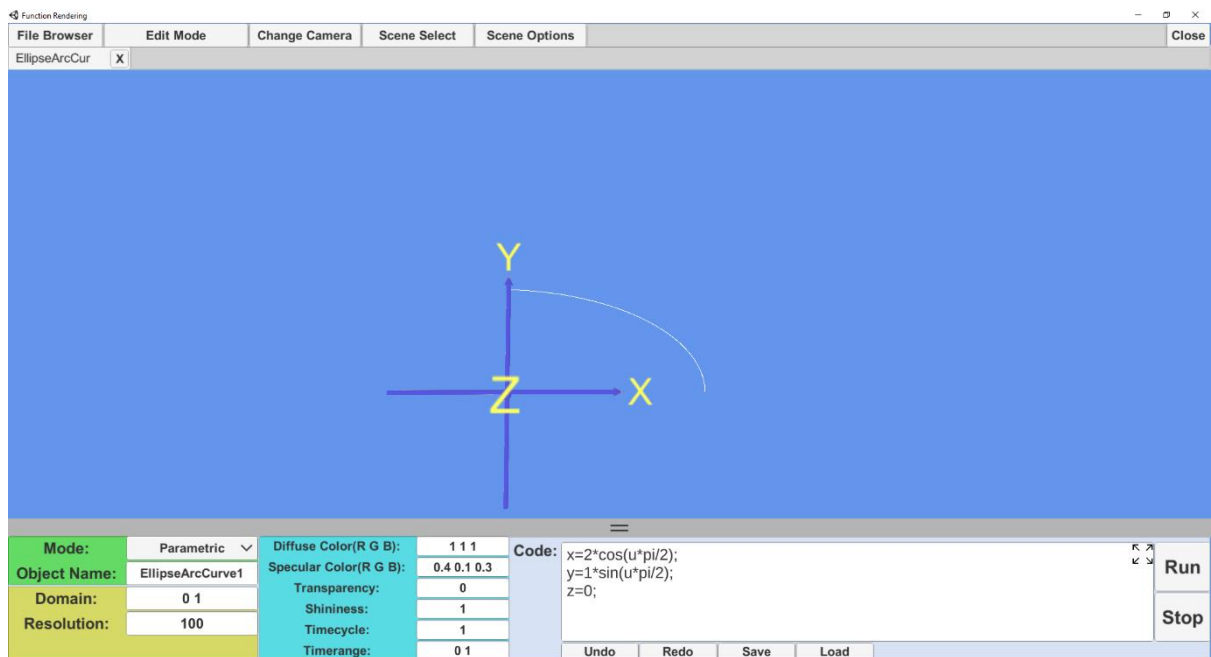 Function Rendering
File Browser Edit Mode Change Camera Scene Select Scene Options Close
EllipseArcCur X
Y
Z X
Mode: Parametric
Object Name: EllipseArcCurve1
Domain: 0 1
Resolution: 100
Diffuse Color(R G B): 1 1 1
Specular Color(R G B): 0.4 0.1 0.3
Transparency: 0
Shininess: 1
Timecycle: 1
Timerange: 0 1
Code:
x=2*cos(u*pi/2);
y=1*sin(u*pi/2);
z=0;
Run
Stop
Undo Redo Save Load